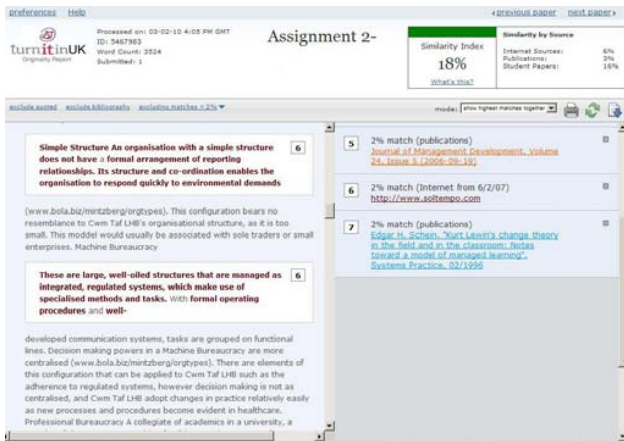 preferences Help
‹previous paper next paper›
turnitinUK
Originality Report
Processed on: 03-02-10 4:05 PM GMT
ID: 5467983
Word Count: 3524
Submitted: 1
Assignment 2-
Similarity Index
18%
What's this?
Similarity by Source
Internet Sources: 6%
Publications: 3%
Student Papers: 16%
exclude quoted exclude bibliography excluding matches < 2%
mode: show highest matches together
Simple Structure An organisation with a simple structure 6
does not have a formal arrangement of reporting
relationships. Its structure and co-ordination enables the
organisation to respond quickly to environmental demands
(www.bola.biz/mintzberg/orgtypes). This configuration bears no
resemblance to Cwm Taf LHB's organisational structure, as it is too
small. This moddel would usually be associated with sole traders or small
enterprises. Machine Bureaucracy
These are large, well-oiled structures that are managed as 6
integrated, regulated systems, which make use of
specialised methods and tasks. With formal operating
procedures and well-
developed communication systems, tasks are grouped on functional
lines. Decision making powers in a Machine Bureaucracy are more
centralised (www.bola.biz/mintzberg/orgtypes). There are elements of
this configuration that can be applied to Cwm Taf LHB such as the
adherence to regulated systems, however decision making is not as
centralised, and Cwm Taf LHB adopt changes in practice relatively easily
as new processes and procedures become evident in healthcare.
Professional Bureaucracy A collegiate of academics in a university, a
5 2% match (publications)
Journal of Management Development, Volume
24, Issue 5 (2006-09-19)
6 2% match (Internet from 6/2/07)
http://www.soltempo.com
7 2% match (publications)
Edgar H. Schein. "Kurt Lewin's change theory
in the field and in the classroom: Notes
toward a model of managed learning",
Systems Practice, 02/1996